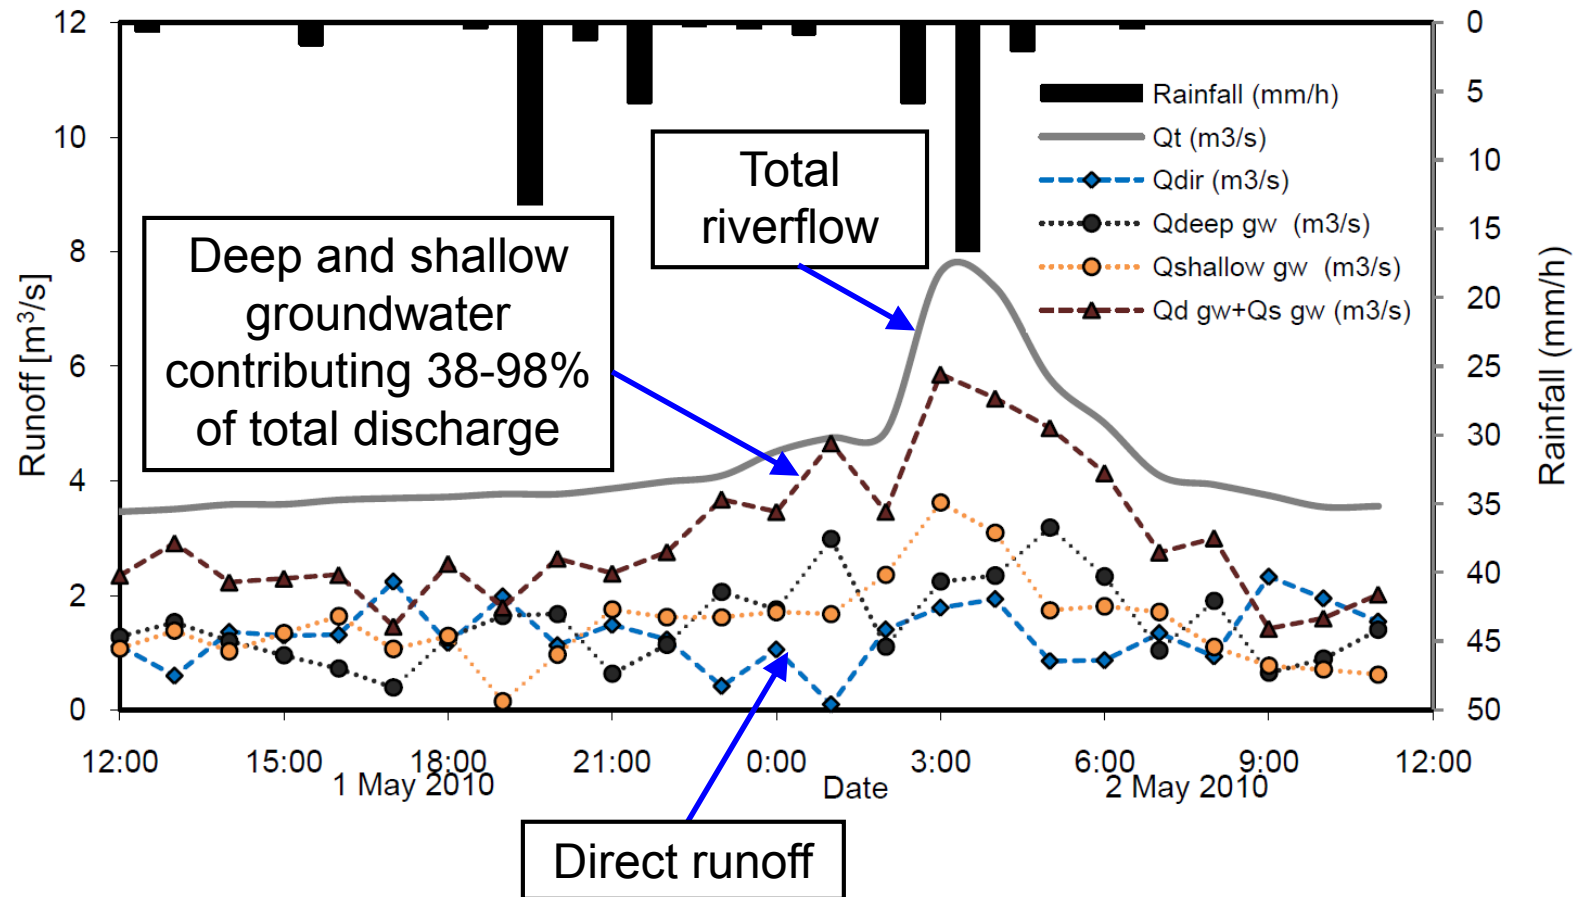 12
10
8
6
4
2
0
Runoff [m³/s]
0
5
10
15
20
25
30
35
40
45
50
Rainfall (mm/h)
Rainfall (mm/h)
Qt (m3/s)
Qdir (m3/s)
Qdeep gw (m3/s)
Qshallow gw (m3/s)
Qd gw+Qs gw (m3/s)
Total
riverflow
Deep and shallow
groundwater
contributing 38-98%
of total discharge
12:00 15:00 18:00 21:00 0:00 3:00 6:00 9:00 12:00
1 May 2010 Date 2 May 2010
Direct runoff